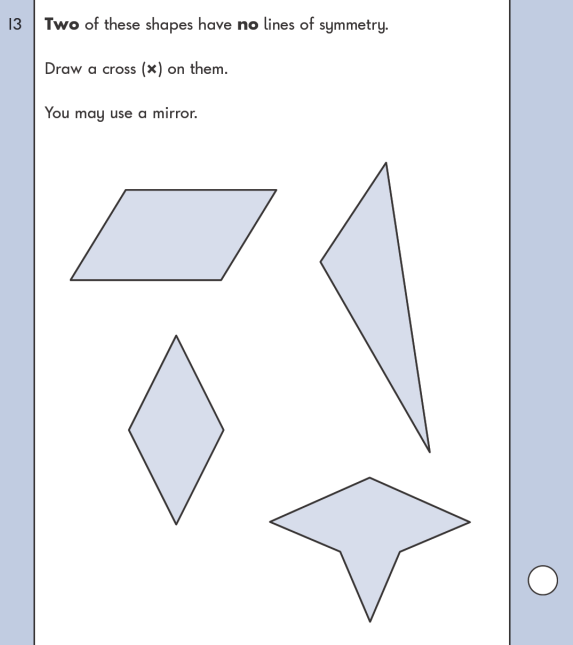 13
Two of these shapes have no lines of symmetry.
Draw a cross (×) on them.
You may use a mirror.